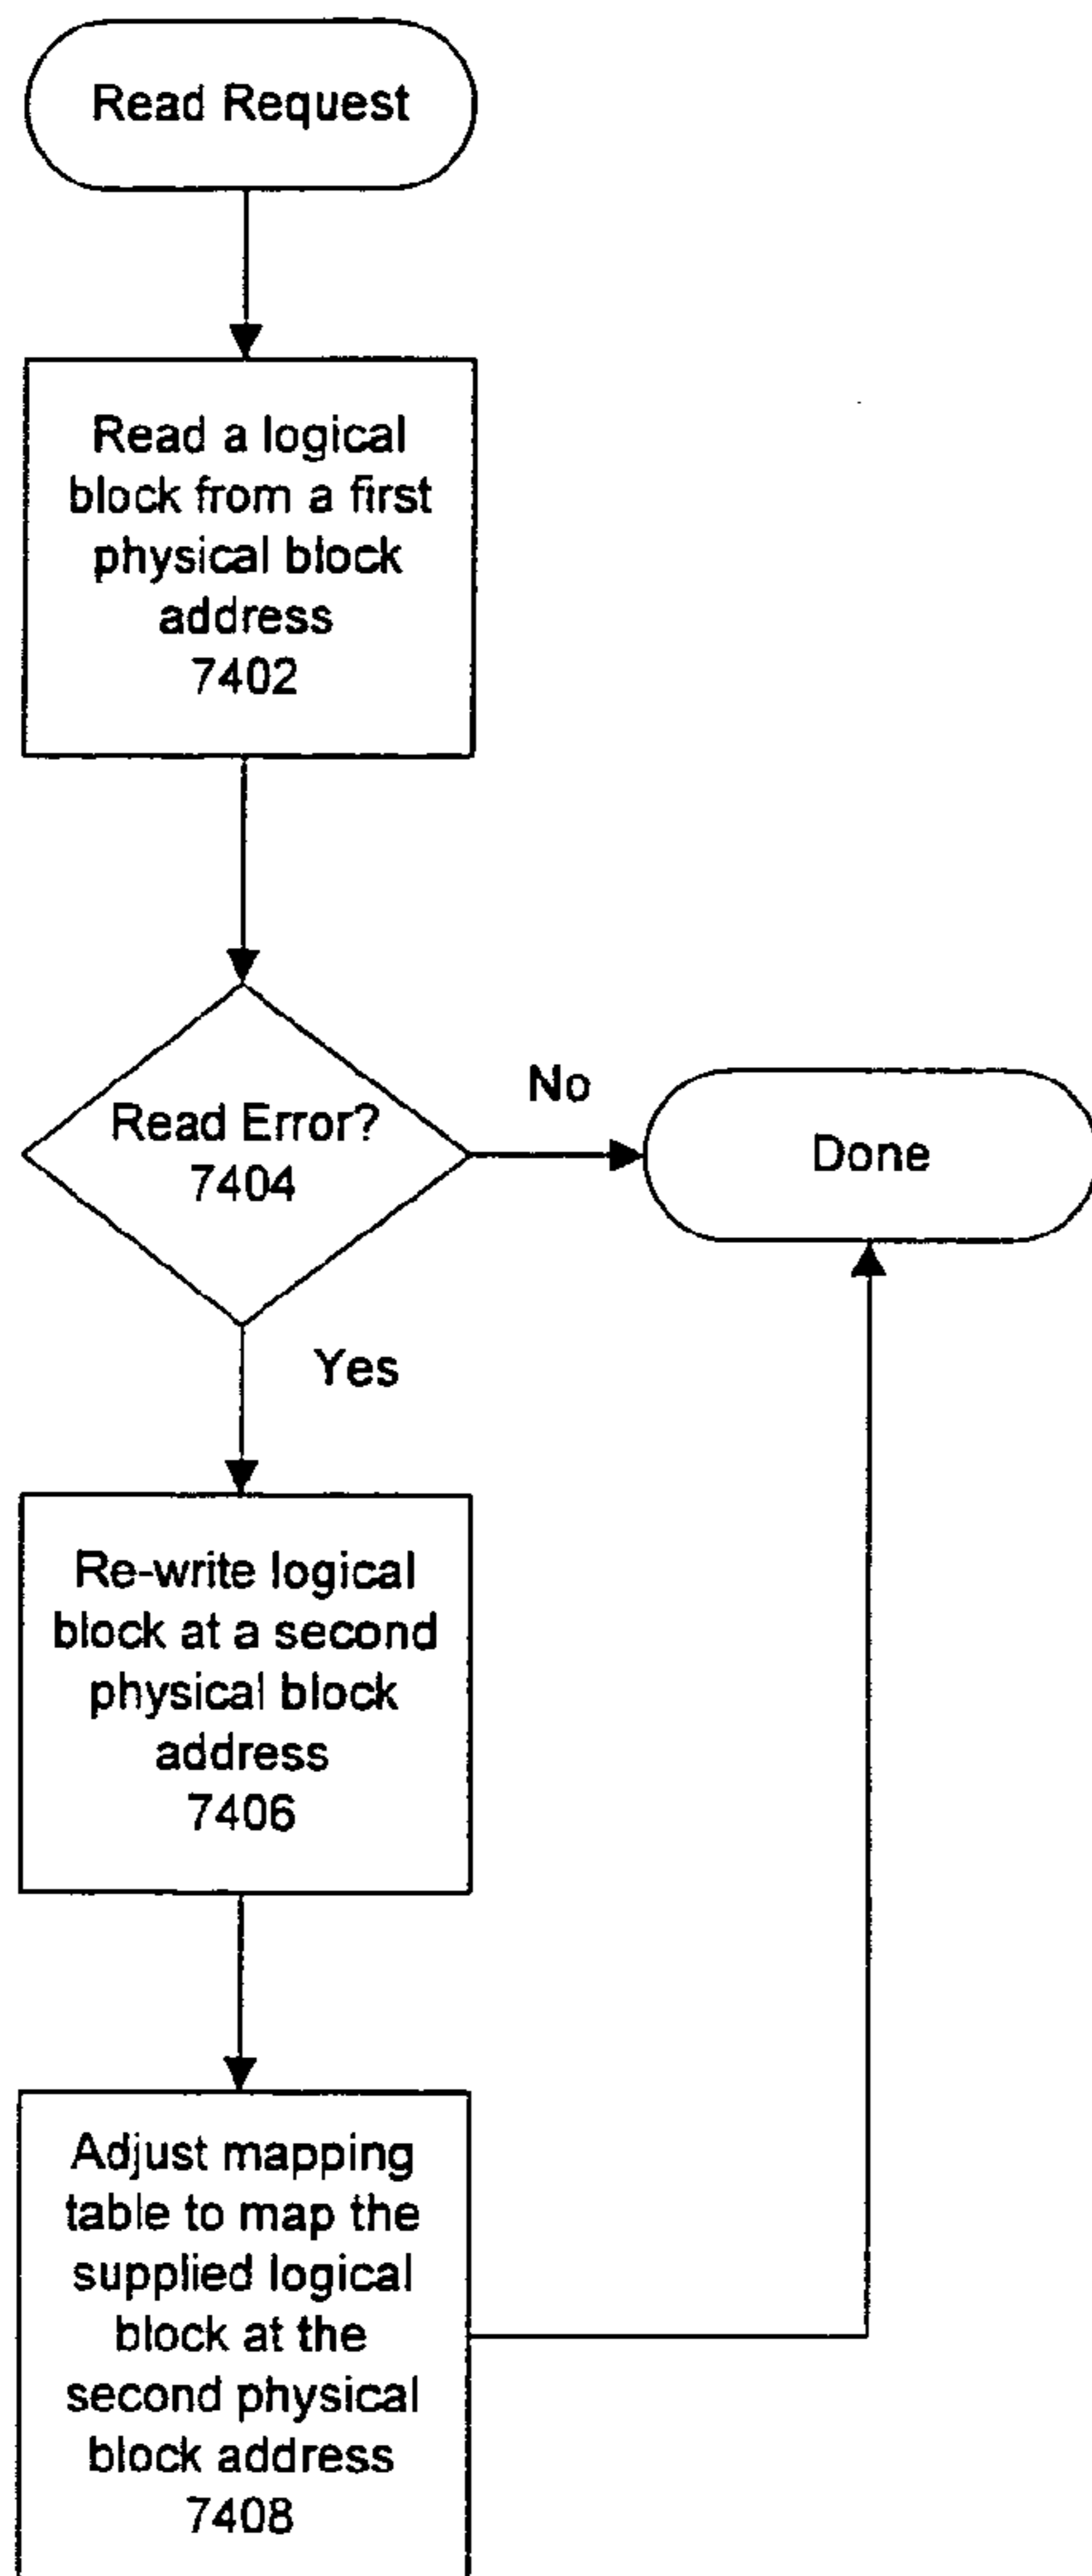 Read Request
Read a logical
block from a first
physical block
address
7402
Read Error?
7404
No
Done
Yes
Re-write logical
block at a second
physical block
address
7406
Adjust mapping
table to map the
supplied logical
block at the
second physical
block address
7408